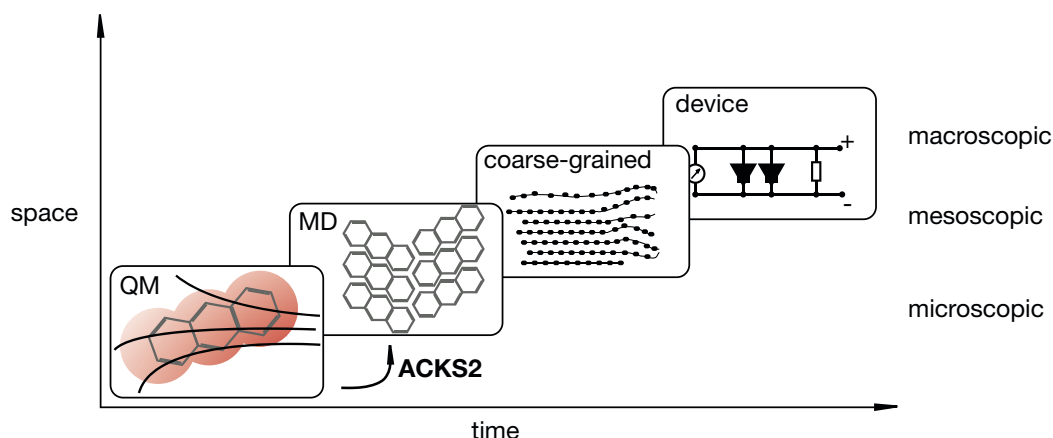 device
+
-
macroscopic
coarse-grained
mesoscopic
space
MD
QM
microscopic
ACKS2
time